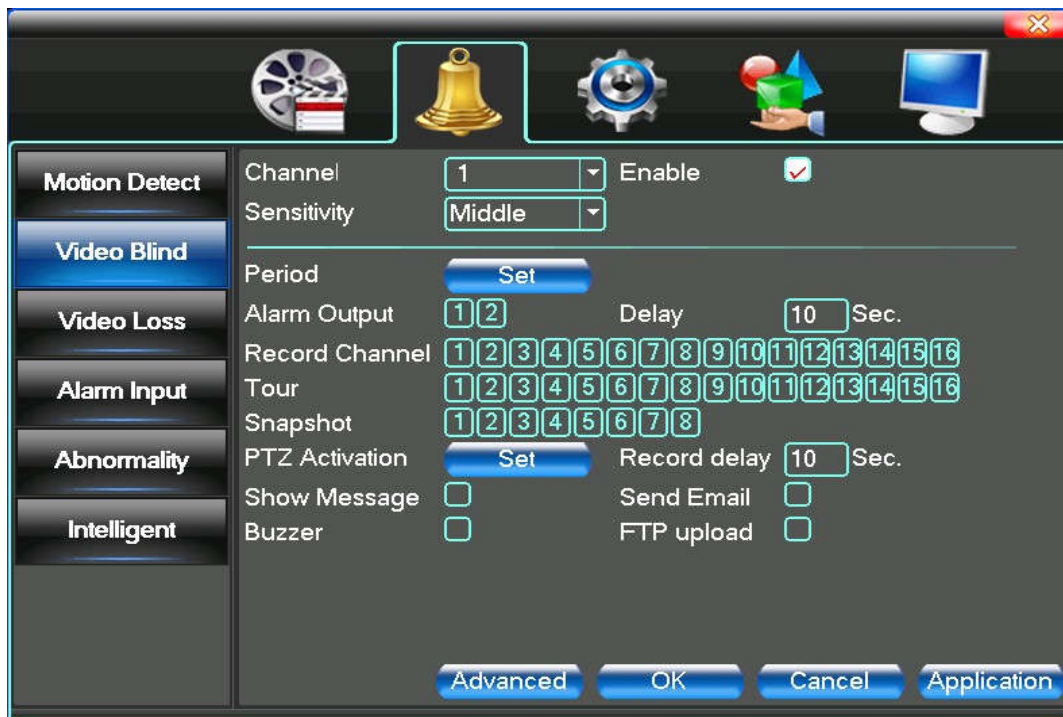 Motion Detect
Video Blind
Video Loss
Alarm Input
Abnormality
Intelligent
Channel 1 Enable
Sensitivity Middle
Period Set
Alarm Output 1 2 Delay 10 Sec.
Record Channel 1 2 3 4 5 6 7 8 9 10 11 12 13 14 15 16
Tour 1 2 3 4 5 6 7 8 9 10 11 12 13 14 15 16
Snapshot 1 2 3 4 5 6 7 8
PTZ Activation Set Record delay 10 Sec.
Show Message Send Email
Buzzer FTP upload
Advanced OK Cancel Application